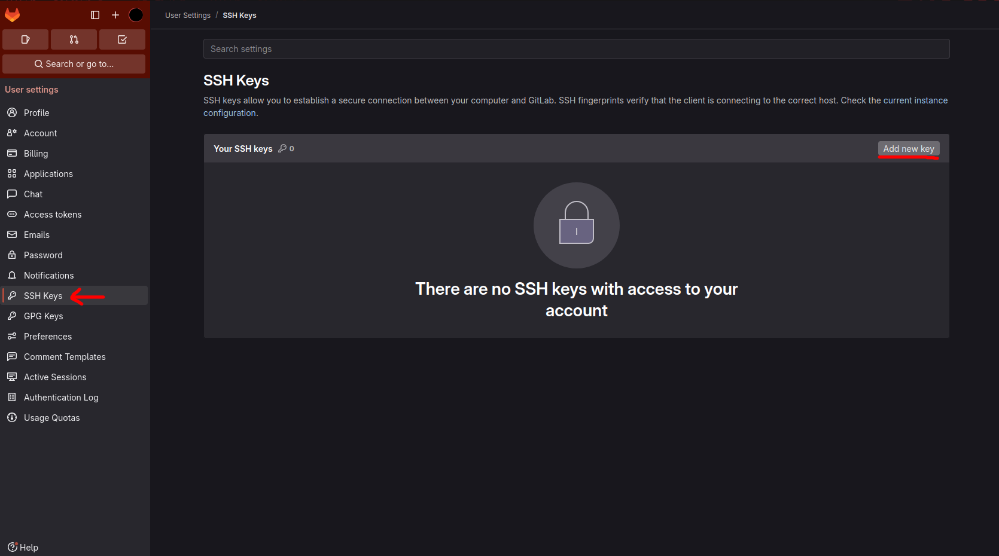 User Settings / SSH Keys
Search or go to...
User settings
Profile
Account
Billing
Applications
Chat
Access tokens
Emails
Password
Notifications
SSH Keys
GPG Keys
Preferences
Comment Templates
Active Sessions
Authentication Log
Usage Quotas
Help
Search settings
SSH Keys
SSH keys allow you to establish a secure connection between your computer and GitLab. SSH fingerprints verify that the client is connecting to the correct host. Check the current instance
configuration.
Your SSH keys 0
Add new key
There are no SSH keys with access to your
account